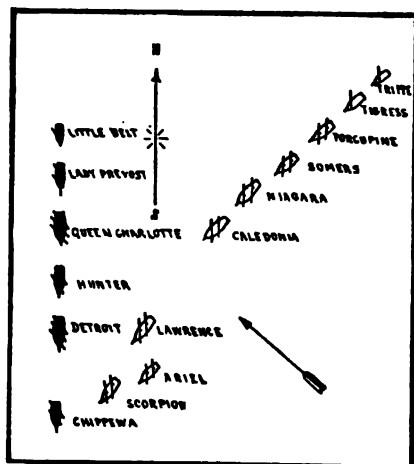 N
TRIPPE
TIGRESS
PORCUPINE
LITTLE BELT
SOMERS
LADY PREVOST
NIAGARA
S
QUEEN CHARLOTTE
CALEDONIA
HUNTER
DETROIT
LAWRENCE
ARIEL
SCORPION
CHIPPEWA